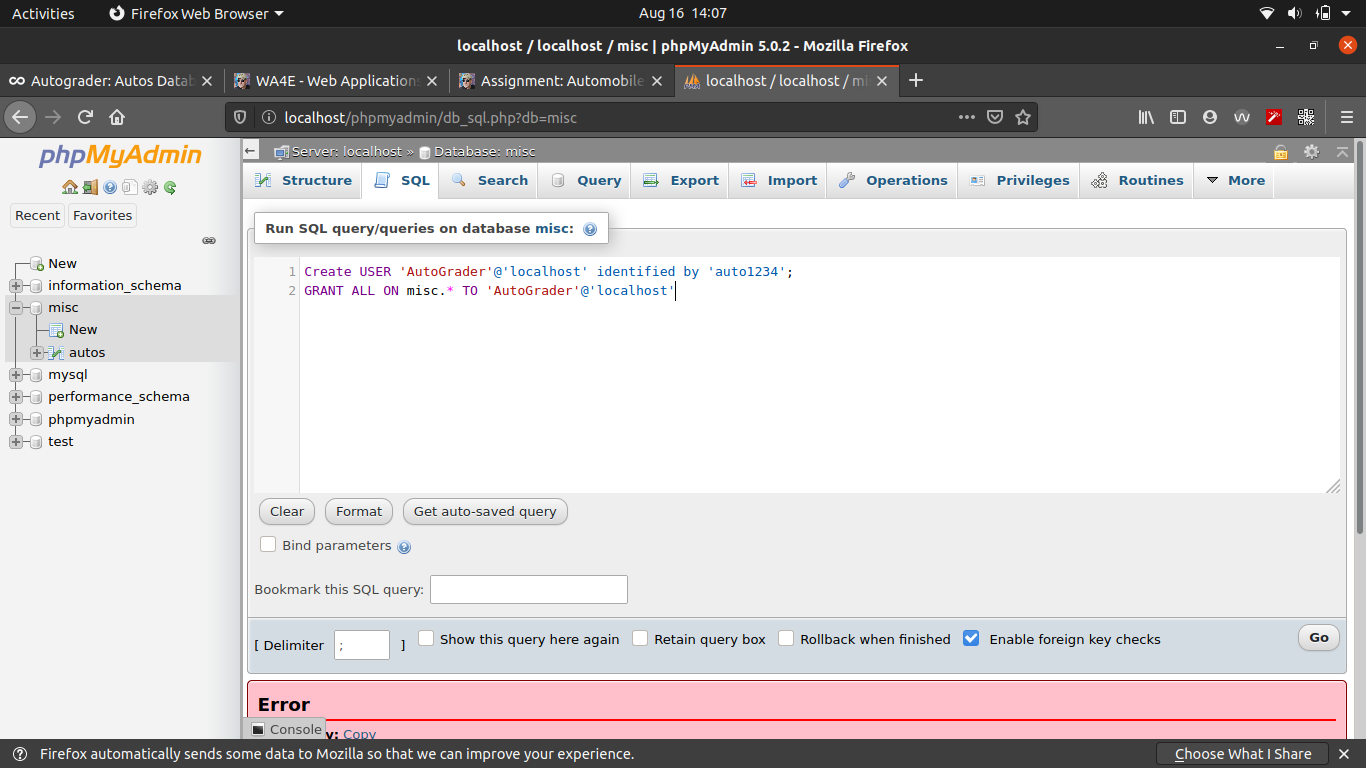 Activities Firefox Web Browser Aug 16 14:07
localhost / localhost / misc | phpMyAdmin 5.0.2 - Mozilla Firefox
Autograder: Autos Datab WA4E - Web Applications Assignment: Automobile localhost / localhost / mi
localhost/phpmyadmin/db_sql.php?db=misc
phpMyAdmin
Recent Favorites
New
information_schema
misc
New
autos
mysql
performance_schema
phpmyadmin
test
Server: localhost » Database: misc
Structure SQL Search Query Export Import Operations Privileges Routines More
Run SQL query/queries on database misc:
1 Create USER 'AutoGrader'@'localhost' identified by 'auto1234';
2 GRANT ALL ON misc.* TO 'AutoGrader'@'localhost'
Clear Format Get auto-saved query
Bind parameters
Bookmark this SQL query:
[ Delimiter ; ] Show this query here again Retain query box Rollback when finished Enable foreign key checks Go
Error
Console y: Copy
Firefox automatically sends some data to Mozilla so that we can improve your experience. Choose What I Share